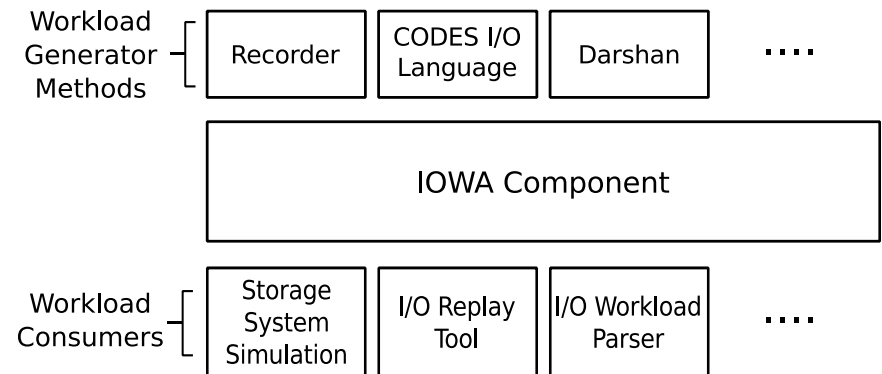 Workload
Generator
Methods
Recorder
CODES I/O
Language
Darshan
....
IOWA Component
Workload
Consumers
Storage
System
Simulation
I/O Replay
Tool
I/O Workload
Parser
....